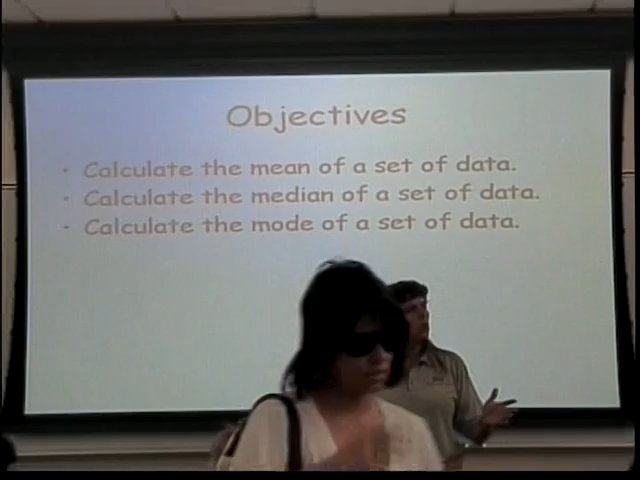 Objectives
· Calculate the mean of a set of data.
· Calculate the median of a set of data.
· Calculate the mode of a set of data.